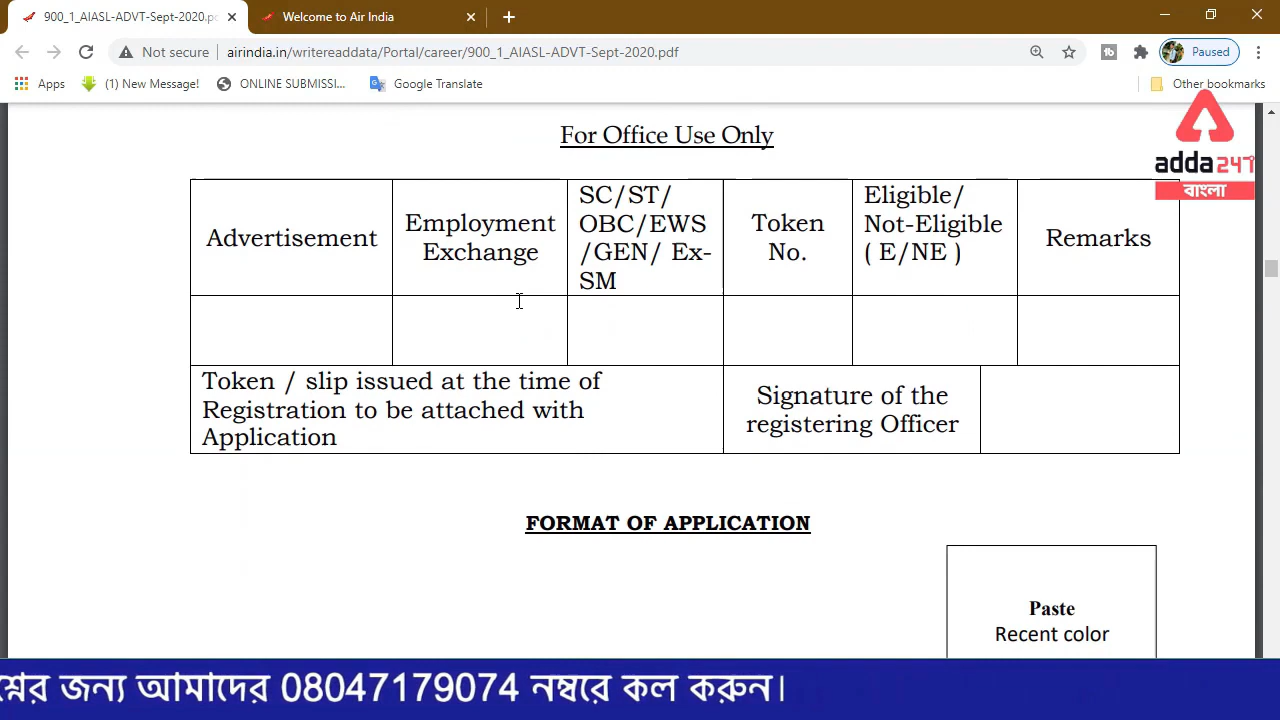 900_1_AIASL-ADVT-Sept-2020.pd
Welcome to Air India
Not secure
airindia.in/writereaddata/Portal/career/900_1_AIASL-ADVT-Sept-2020.pdf
Paused
Apps
(1) New Message!
ONLINE SUBMISSI...
Google Translate
Other bookmarks
adda247
বাংলা
For Office Use Only
Advertisement
Employment
Exchange
SC/ST/
OBC/EWS
/GEN/ Ex-
SM
Token
No.
Eligible/
Not-Eligible
( E/NE )
Remarks
Token / slip issued at the time of
Registration to be attached with
Application
Signature of the
registering Officer
FORMAT OF APPLICATION
Paste
Recent color
জন্য আমাদের 08047179074 নম্বরে কল করুন।